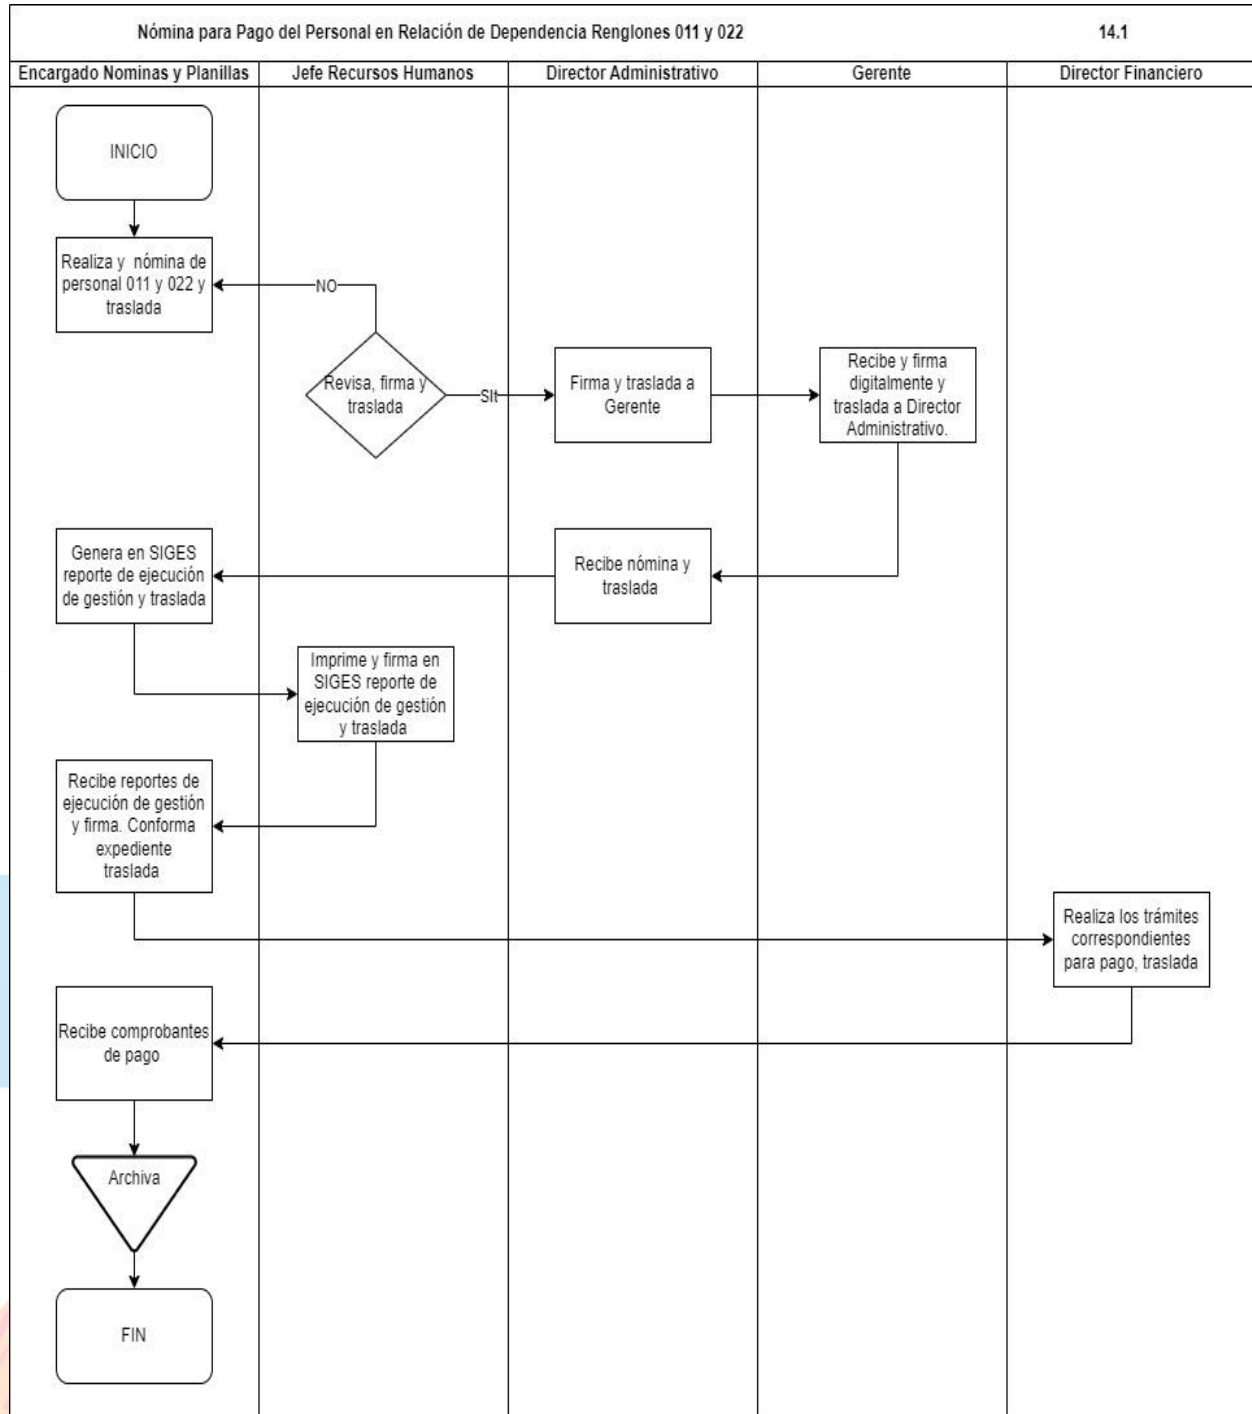 Nómina para Pago del Personal en Relación de Dependencia Renglones 011 y 022
14.1
Encargado Nominas y Planillas
Jefe Recursos Humanos
Director Administrativo
Gerente
Director Financiero
INICIO
Realiza y nómina de
personal 011 y 022 y
traslada
NO
Revisa, firma y
traslada
SIt
Firma y traslada a
Gerente
Recibe y firma
digitalmente y
traslada a Director
Administrativo.
Recibe nómina y
traslada
Genera en SIGES
reporte de ejecución
de gestión y traslada
Imprime y firma en
SIGES reporte de
ejecución de gestión
y traslada
Recibe reportes de
ejecución de gestión
y firma. Conforma
expediente
traslada
Realiza los trámites
correspondientes
para pago, traslada
Recibe comprobantes
de pago
Archiva
FIN